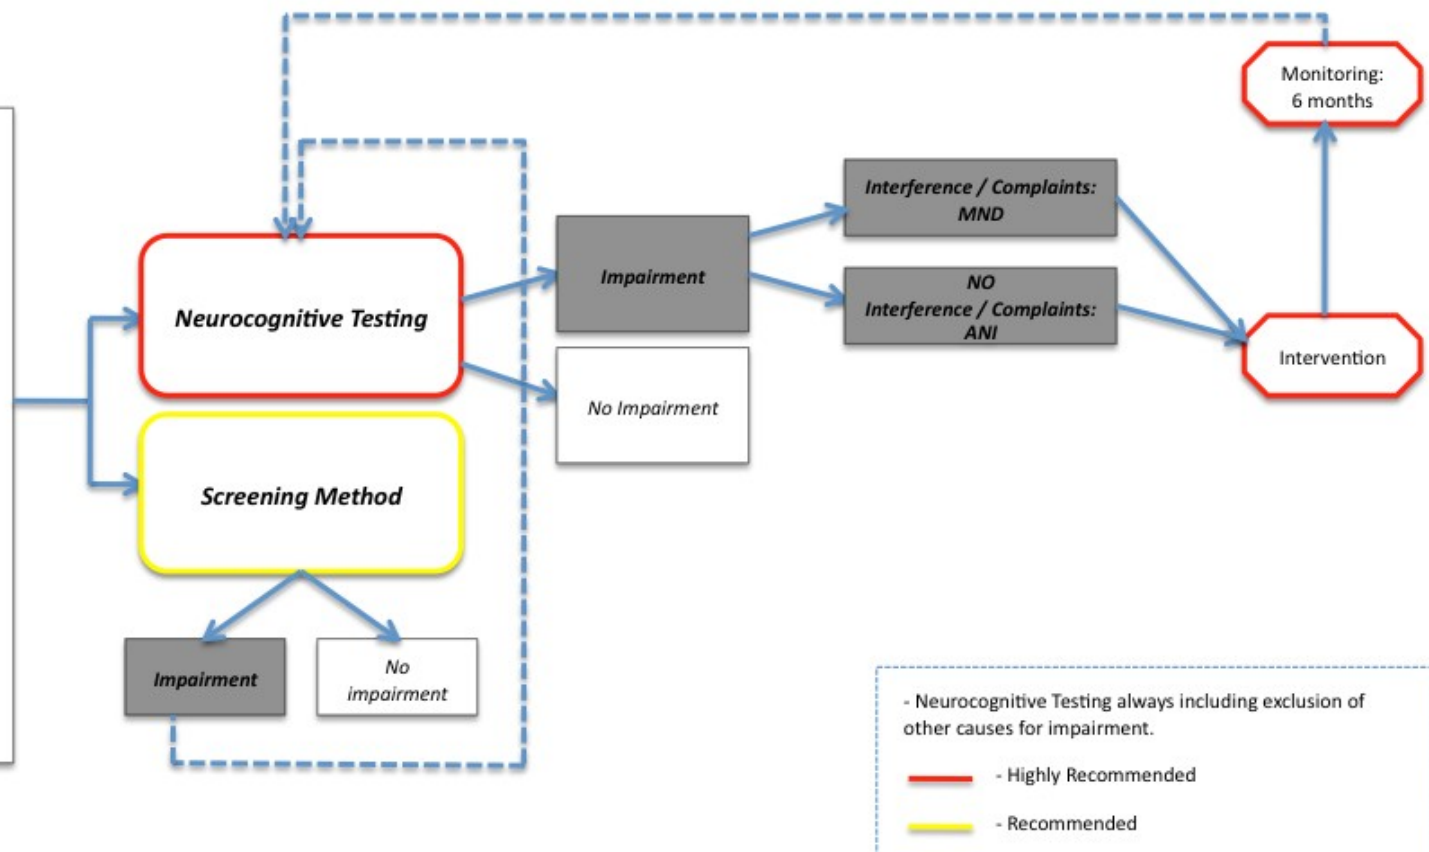 Monitoring:
6 months
Interference / Complaints:
MND
Impairment
NO
Interference / Complaints:
ANI
Neurocognitive Testing
Intervention
No Impairment
Screening Method
Impairment
No
impairment
- Neurocognitive Testing always including exclusion of
other causes for impairment.
- Highly Recommended
- Recommended